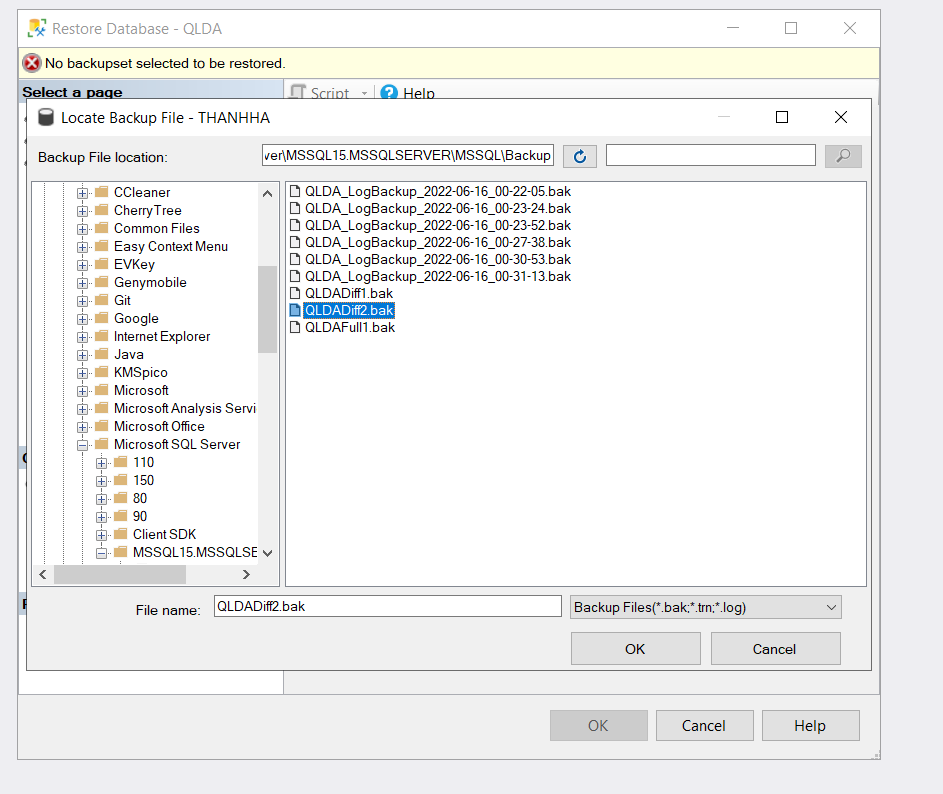 Restore Database - QLDA
No backupset selected to be restored.
Select a page
Script
Help
Locate Backup File - THANHHA
Backup File location:
ver\MSSQL15.MSSQLSERVER\MSSQL\Backup
CCleaner
CherryTree
Common Files
Easy Context Menu
EVKey
Genymobile
Git
Google
Internet Explorer
Java
KMSpico
Microsoft
Microsoft Analysis Servi
Microsoft Office
Microsoft SQL Server
110
150
80
90
Client SDK
MSSQL15.MSSQLSE
QLDA_LogBackup_2022-06-16_00-22-05.bak
QLDA_LogBackup_2022-06-16_00-23-24.bak
QLDA_LogBackup_2022-06-16_00-23-52.bak
QLDA_LogBackup_2022-06-16_00-27-38.bak
QLDA_LogBackup_2022-06-16_00-30-53.bak
QLDA_LogBackup_2022-06-16_00-31-13.bak
QLDADiff1.bak
QLDADiff2.bak
QLDAFull1.bak
File name:
QLDADiff2.bak
Backup Files(*.bak;*.trn;*.log)
OK
Cancel
OK
Cancel
Help